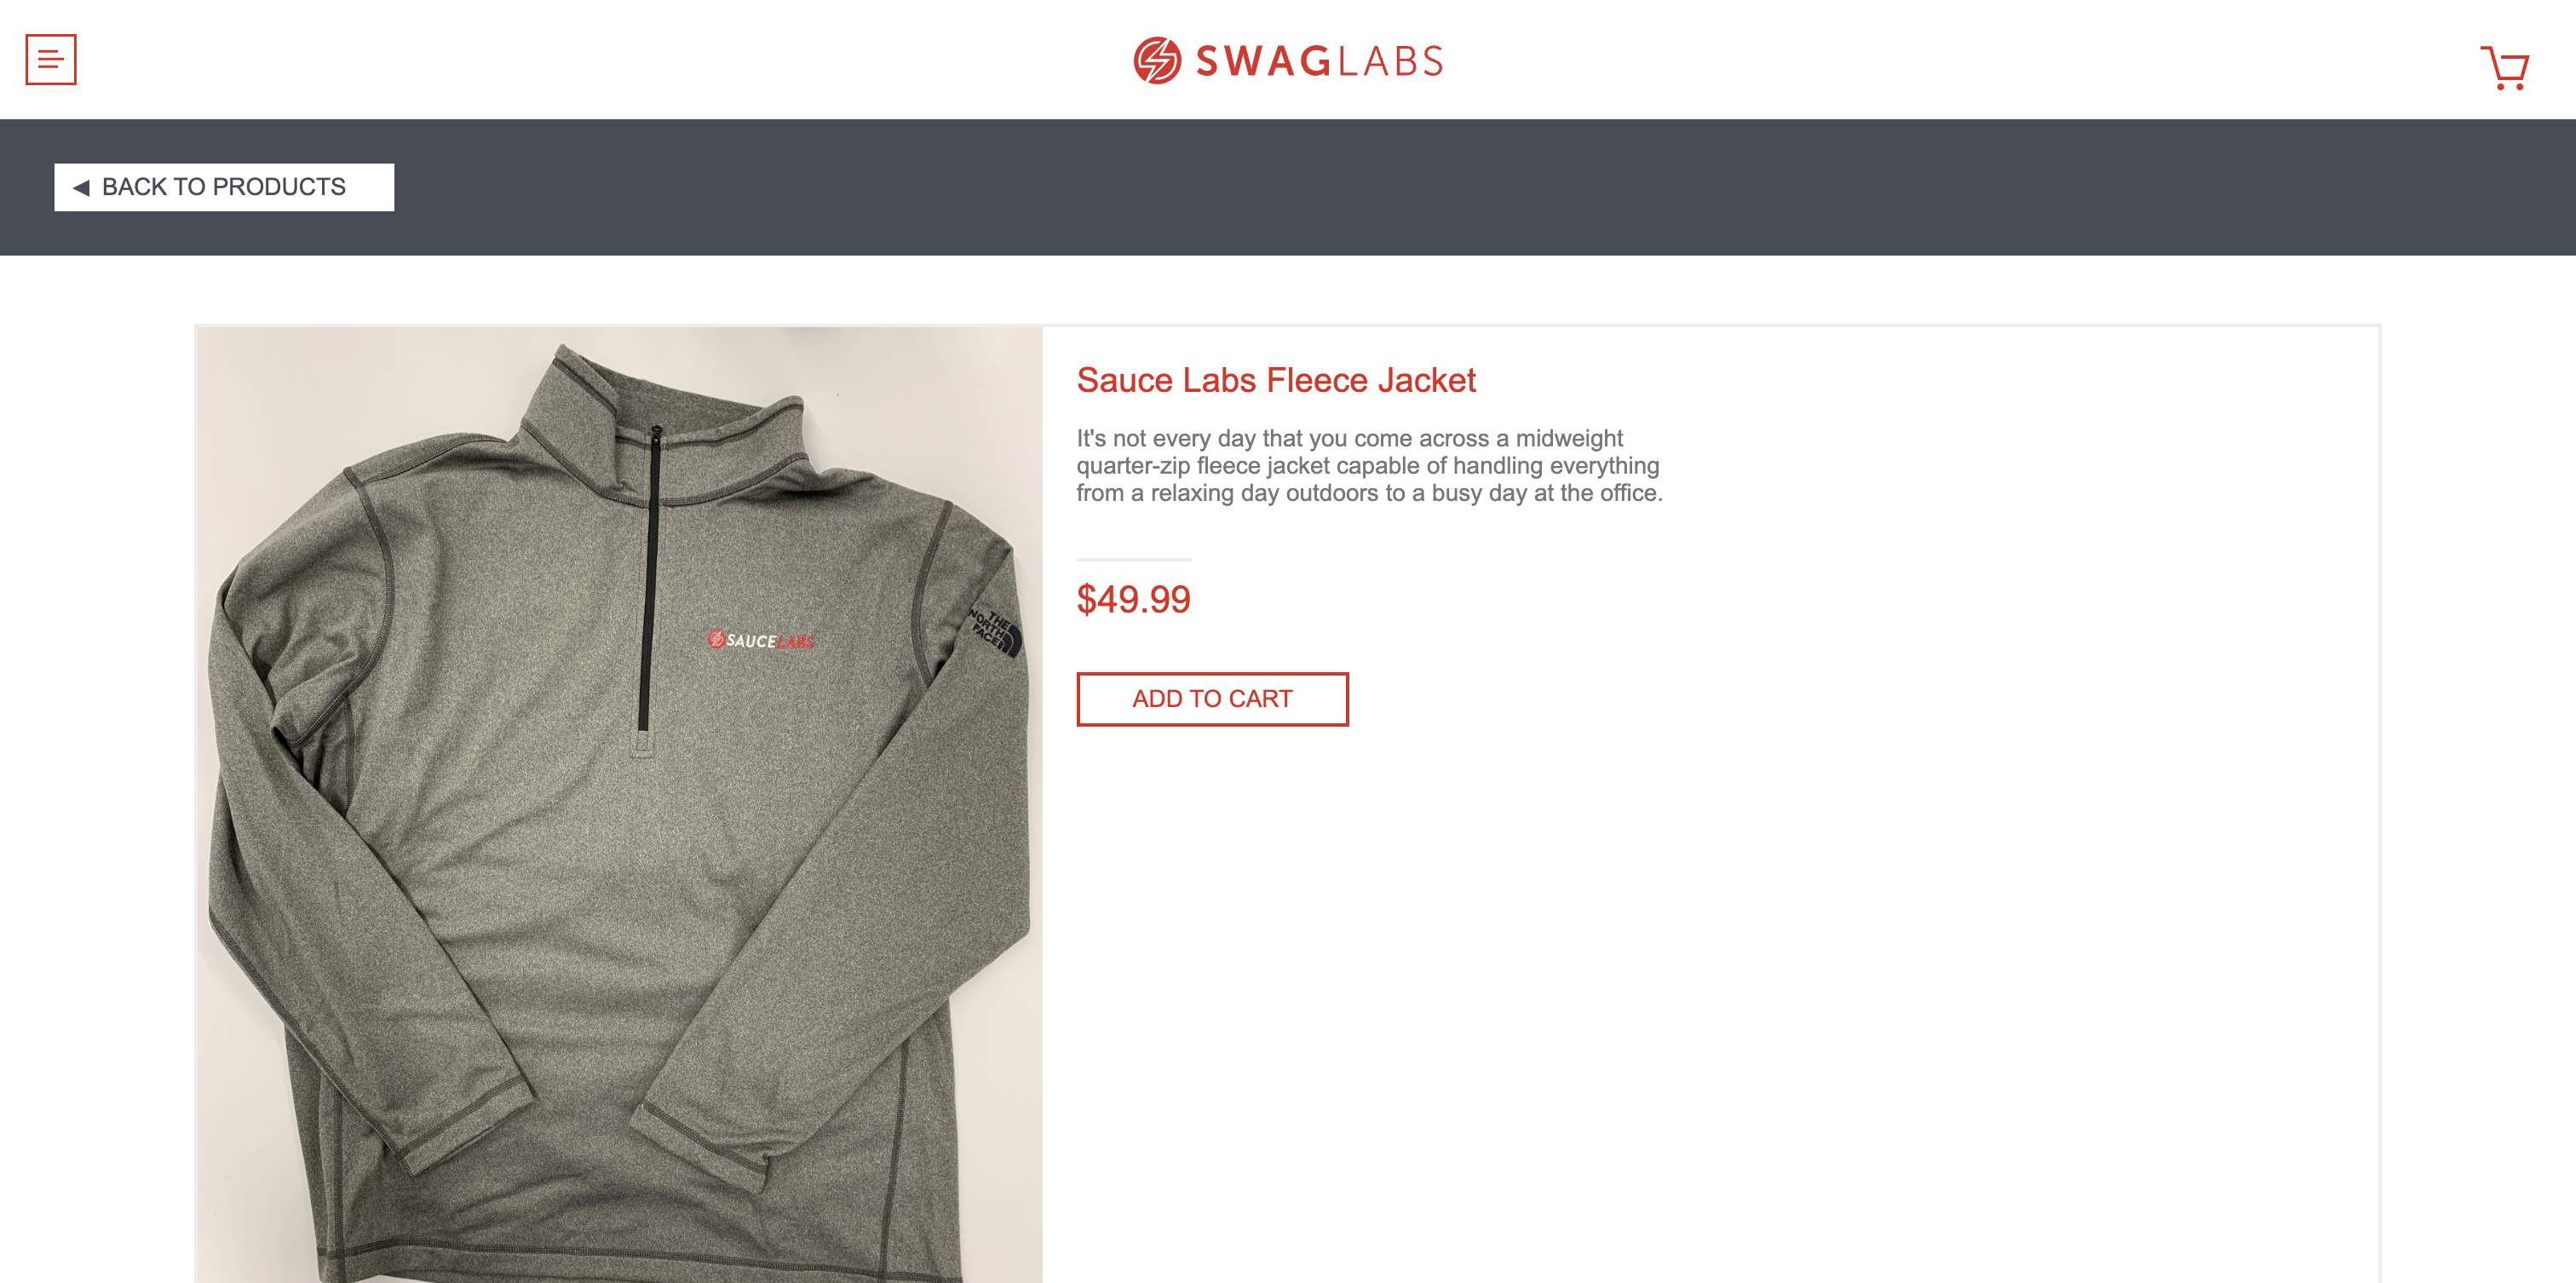 SWAGLABS
BACK TO PRODUCTS
Sauce Labs Fleece Jacket
It's not every day that you come across a midweight
quarter-zip fleece jacket capable of handling everything
from a relaxing day outdoors to a busy day at the office.
$49.99
ADD TO CART
SAUCELABS
THE
NORTH
FACE